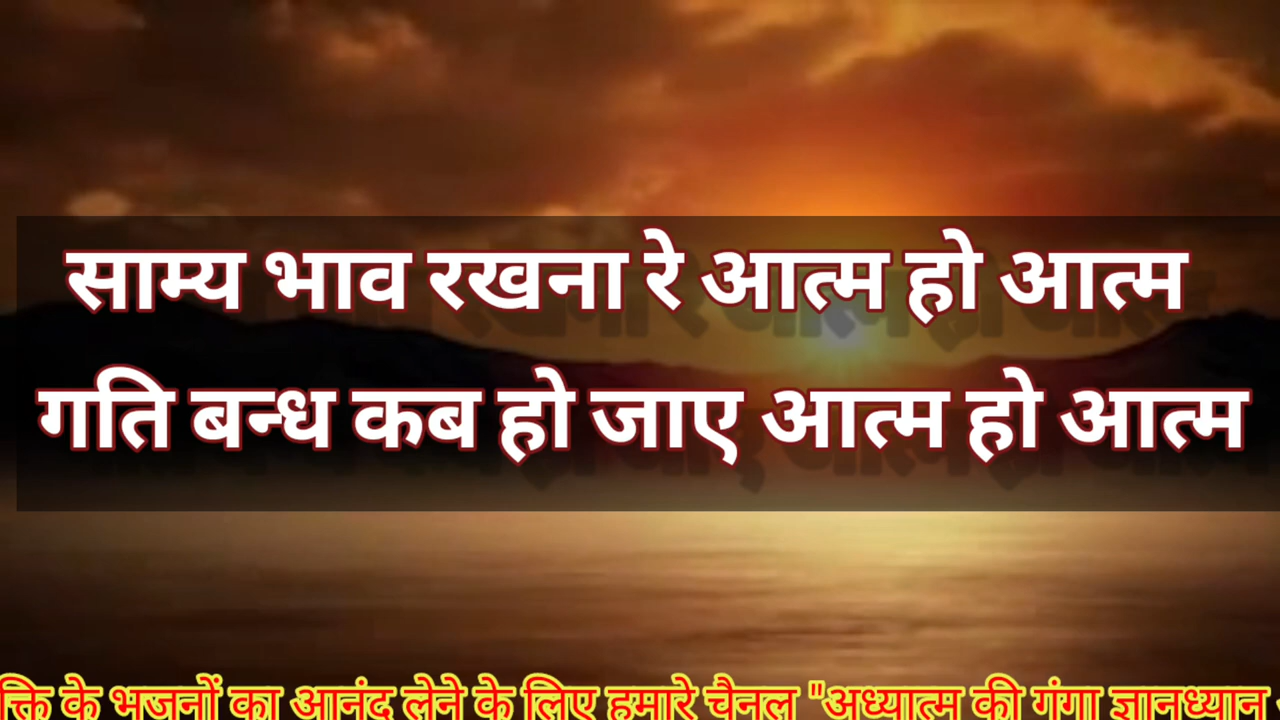 साम्य भाव रखना रे आत्म हो आत्म
गति बन्ध कब हो जाए आत्म हो आत्म
के भजनों का आनंद लेने के लिए हमारे चैनल "अध्यात्म की गंगा ज्ञानध्यान